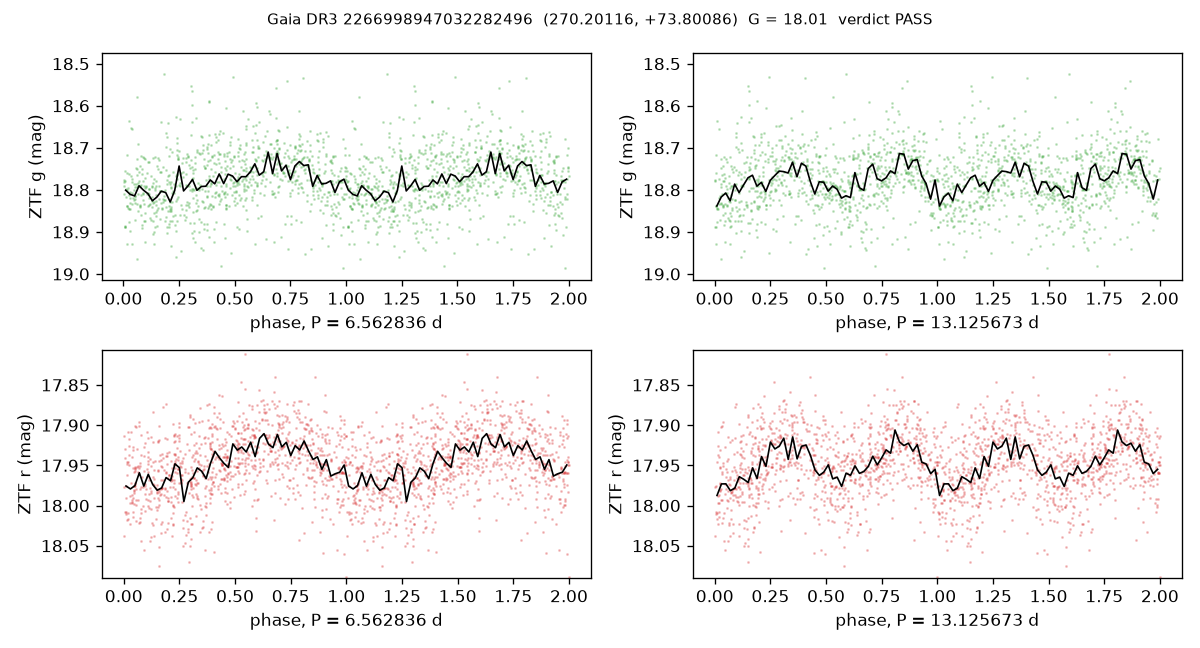 Gaia DR3 2266998947032282496 (270.20116, +73.80086) G = 18.01 verdict PASS
ZTF g (mag)
18.5
18.6
18.7
18.8
18.9
19.0
0.00 0.25 0.50 0.75 1.00 1.25 1.50 1.75 2.00
phase, P = 6.562836 d
ZTF g (mag)
18.5
18.6
18.7
18.8
18.9
19.0
0.00 0.25 0.50 0.75 1.00 1.25 1.50 1.75 2.00
phase, P = 13.125673 d
ZTF r (mag)
17.85
17.90
17.95
18.00
18.05
0.00 0.25 0.50 0.75 1.00 1.25 1.50 1.75 2.00
phase, P = 6.562836 d
ZTF r (mag)
17.85
17.90
17.95
18.00
18.05
0.00 0.25 0.50 0.75 1.00 1.25 1.50 1.75 2.00
phase, P = 13.125673 d